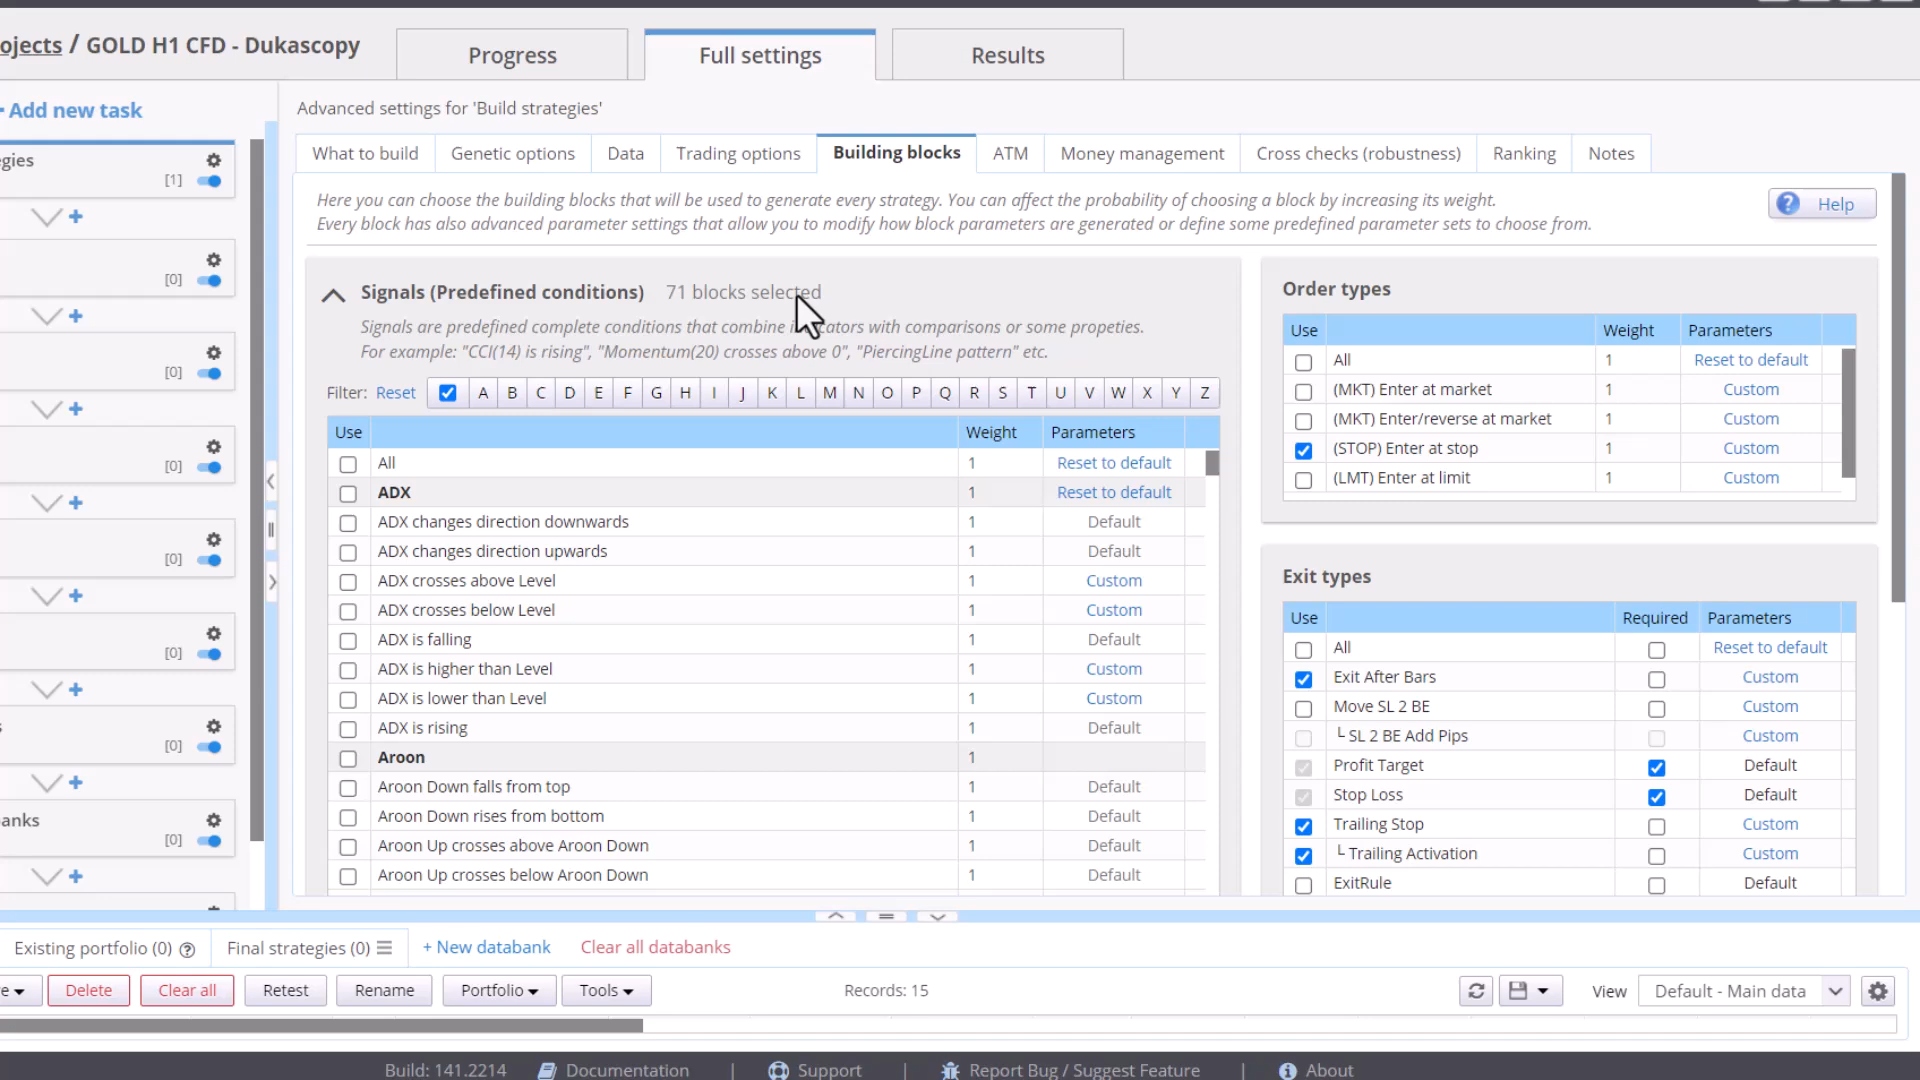 ojects / GOLD H1 CFD - Dukascopy
Progress
Full settings
Results
Add new task
Advanced settings for 'Build strategies'
What to build
Genetic options
Data
Trading options
Building blocks
ATM
Money management
Cross checks (robustness)
Ranking
Notes
egies
[1]
[0]
[0]
[0]
[0]
[0]
s
[0]
anks
[0]
Here you can choose the building blocks that will be used to generate every strategy. You can affect the probability of choosing a block by increasing its weight.
Every block has also advanced parameter settings that allow you to modify how block parameters are generated or define some predefined parameter sets to choose from.
Help
Signals (Predefined conditions) 71 blocks selected
Signals are predefined complete conditions that combine indicators with comparisons or some propeties.
For example: "CCI(14) is rising", "Momentum(20) crosses above 0", "PiercingLine pattern" etc.
Filter: Reset A B C D E F G H I J K L M N O P Q R S T U V W X Y Z
Use Weight Parameters
All 1 Reset to default
ADX 1 Reset to default
ADX changes direction downwards 1 Default
ADX changes direction upwards 1 Default
ADX crosses above Level 1 Custom
ADX crosses below Level 1 Custom
ADX is falling 1 Default
ADX is higher than Level 1 Custom
ADX is lower than Level 1 Custom
ADX is rising 1 Default
Aroon 1
Aroon Down falls from top 1 Default
Aroon Down rises from bottom 1 Default
Aroon Up crosses above Aroon Down 1 Default
Aroon Up crosses below Aroon Down 1 Default
Order types
Use Weight Parameters
All 1 Reset to default
(MKT) Enter at market 1 Custom
(MKT) Enter/reverse at market 1 Custom
(STOP) Enter at stop 1 Custom
(LMT) Enter at limit 1 Custom
Exit types
Use Required Parameters
All Reset to default
Exit After Bars Custom
Move SL 2 BE Custom
SL 2 BE Add Pips Custom
Profit Target Default
Stop Loss Default
Trailing Stop Custom
Trailing Activation Custom
ExitRule Default
Existing portfolio (0)
Final strategies (0)
+ New databank
Clear all databanks
e
Delete
Clear all
Retest
Rename
Portfolio
Tools
Records: 15
View
Default - Main data
Build: 141.2214
Documentation
|
Support
|
Report Bug / Suggest Feature
|
About